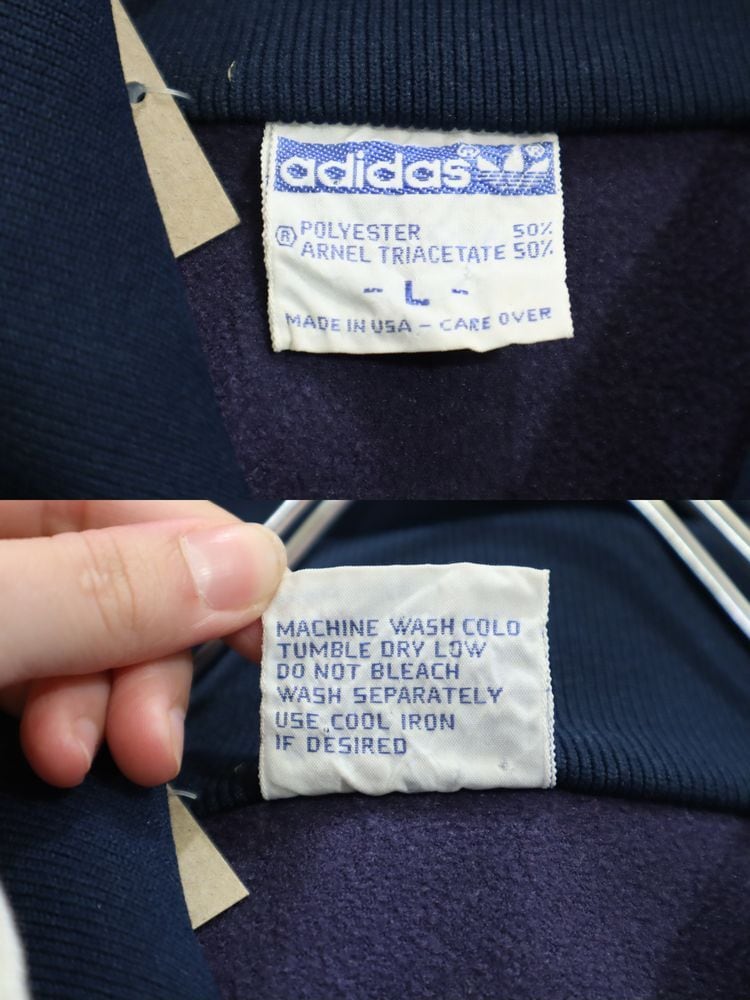 adidas®
® POLYESTER 50%
ARNEL TRIACETATE 50%
- L -
MADE IN USA - CARE OVER
MACHINE WASH COLD
TUMBLE DRY LOW
DO NOT BLEACH
WASH SEPARATELY
USE COOL IRON
IF DESIRED